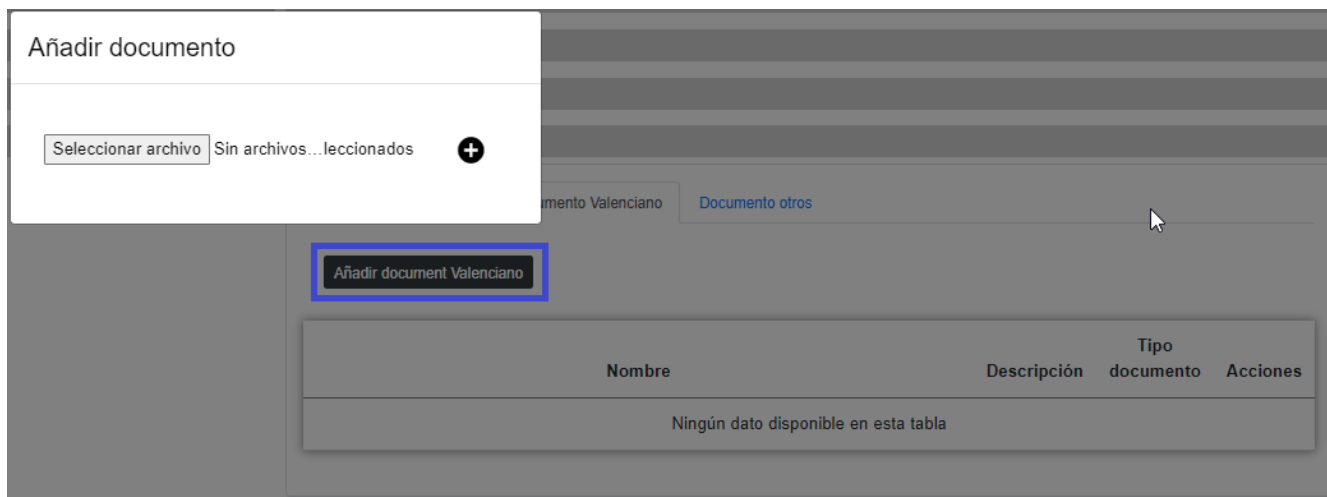 Añadir documento
Seleccionar archivo Sin archivos...leccionados
umento Valenciano Documento otros
Añadir document Valenciano
Nombre Descripción Tipo documento Acciones
Ningún dato disponible en esta tabla